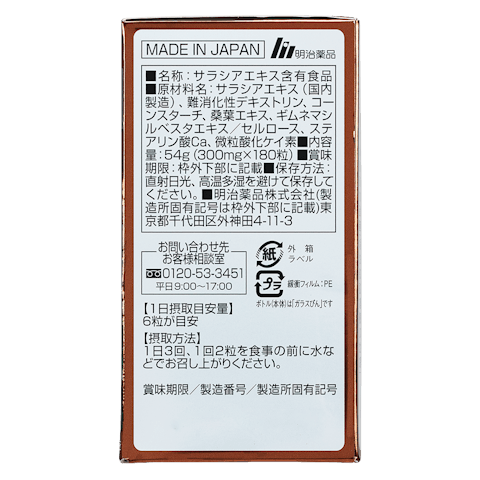 MADE IN JAPAN
明治薬品
■名称：サラシアエキス含有食品
■原材料名：サラシアエキス（国内
製造）、難消化性デキストリン、コー
ンスターチ、桑葉エキス、ギムネマシ
ルベスタエキス／セルロース、ステ
アリン酸Ca、微粒酸化ケイ素■内
容量：54g（300mg×180粒）■賞味
期限：枠外下部に記載■保存方法：
直射日光、高温多湿を避けて保存して
ください。■明治薬品株式会社（製
造所固有記号は枠外下部に記載）東
京都千代田区外神田4-11-3
お問い合わせ先
お客様相談室
0120-53-3451
平日9:00～17:00
紙
外箱
ラベル
プラ
緩衝フィルム：PE
ボトル（本体）は「ガラスびん」です
【1日摂取目安量】
6粒が目安
【摂取方法】
1日3回、1回2粒を食事の前に水な
どでお召し上がりください。
賞味期限／製造番号／製造所固有記号